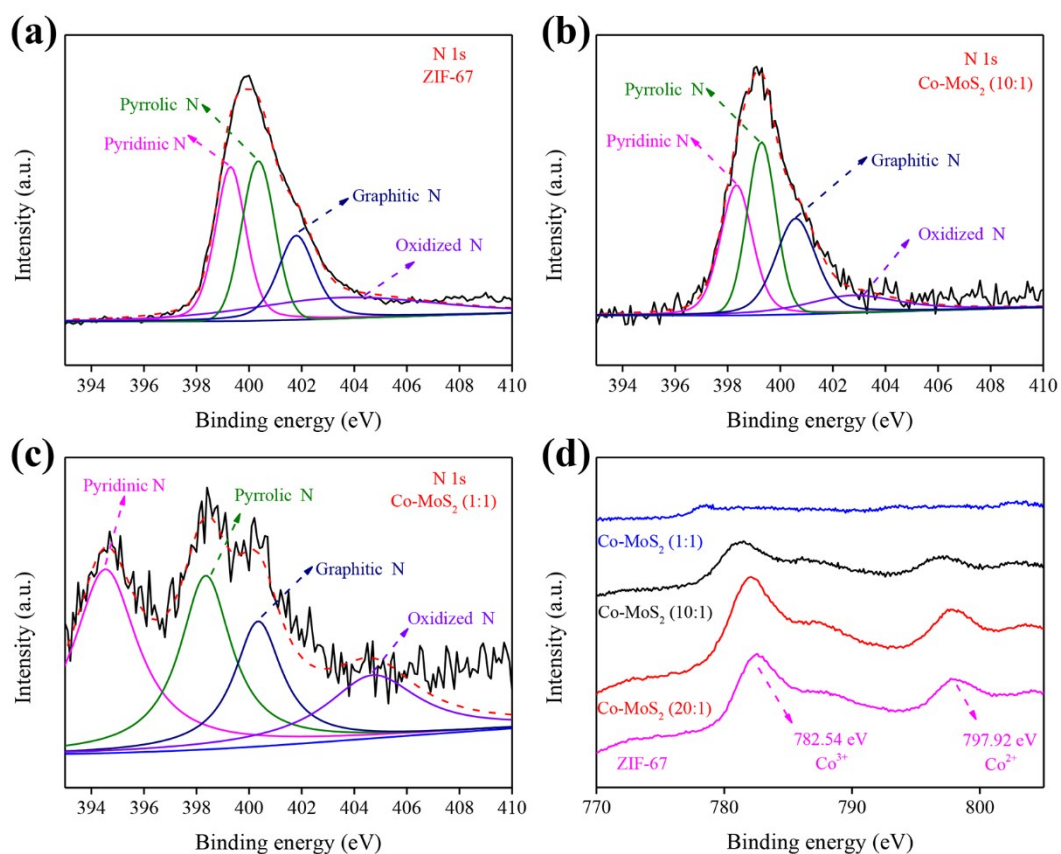 (a)
N 1s
ZIF-67
Pyrrolic N
Pyridinic N
Graphitic N
Oxidized N
Intensity (a.u.)
394 396 398 400 402 404 406 408 410
Binding energy (eV)
(b)
N 1s
Co-MoS₂ (10:1)
Pyrrolic N
Pyridinic N
Graphitic N
Oxidized N
Intensity (a.u.)
394 396 398 400 402 404 406 408 410
Binding energy (eV)
(c)
N 1s
Co-MoS₂ (1:1)
Pyridinic N
Pyrrolic N
Graphitic N
Oxidized N
Intensity (a.u.)
394 396 398 400 402 404 406 408 410
Binding energy (eV)
(d)
Co-MoS₂ (1:1)
Co-MoS₂ (10:1)
Co-MoS₂ (20:1)
ZIF-67
782.54 eV
Co³⁺
797.92 eV
Co²⁺
Intensity (a.u.)
770 780 790 800
Binding energy (eV)